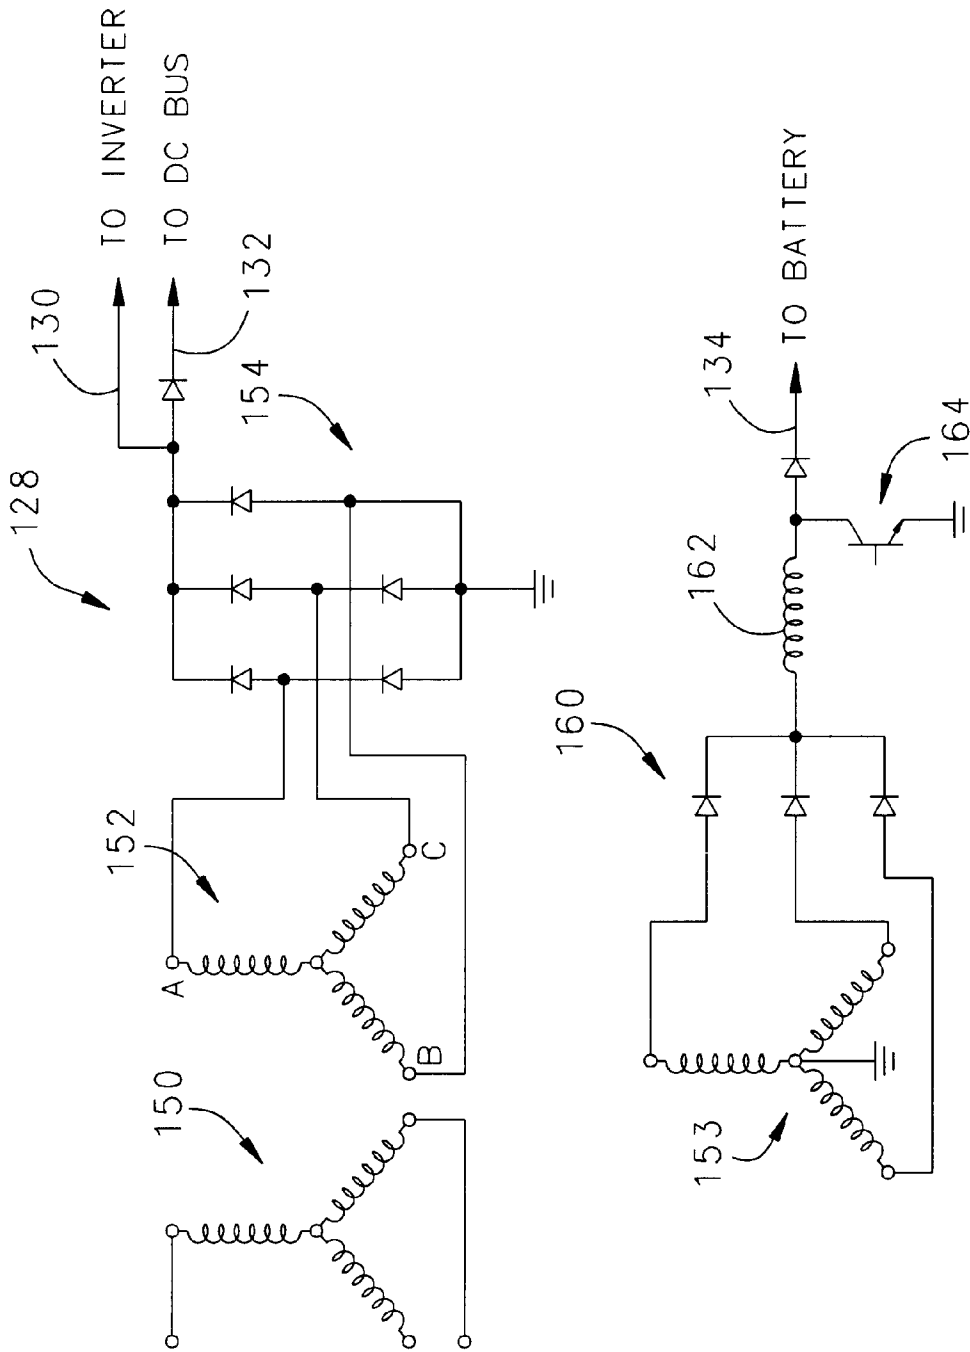 TO INVERTER
TO DC BUS
130
132
154
128
152
A
B
C
150
TO BATTERY
134
164
162
160
153